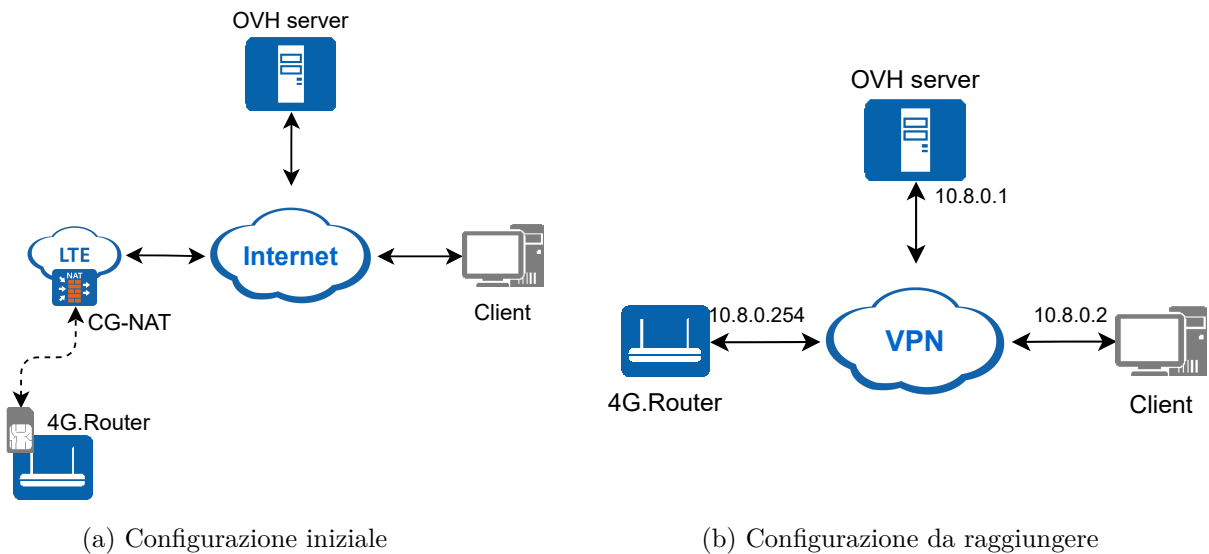 OVH server
LTE
NAT
Internet
Client
CG-NAT
4G.Router
(a) Configurazione iniziale
OVH server
10.8.0.1
10.8.0.254
10.8.0.2
VPN
4G.Router
Client
(b) Configurazione da raggiungere